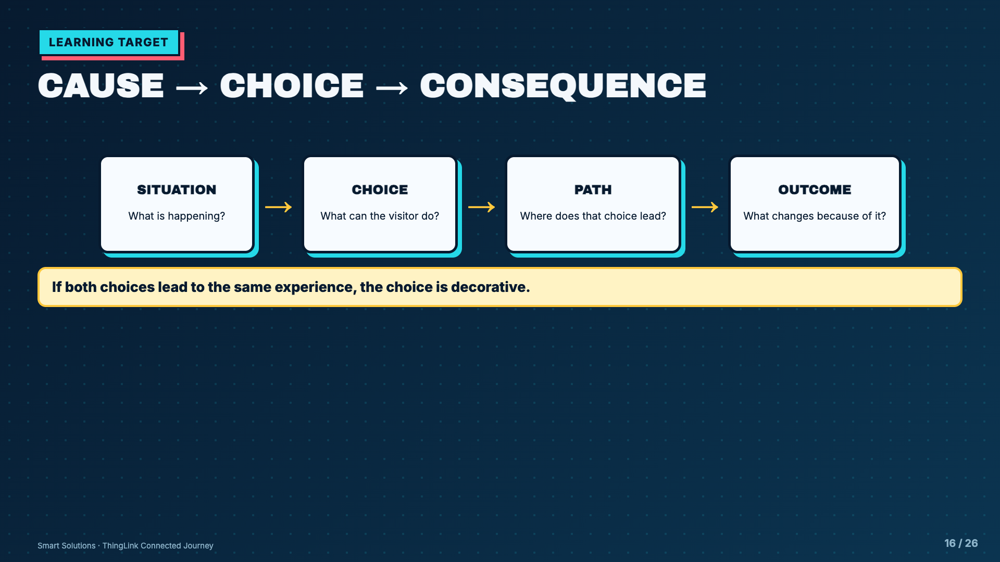 LEARNING TARGET
CAUSE → CHOICE → CONSEQUENCE
SITUATION
What is happening?
→
CHOICE
What can the visitor do?
→
PATH
Where does that choice lead?
→
OUTCOME
What changes because of it?
If both choices lead to the same experience, the choice is decorative.
Smart Solutions · ThingLink Connected Journey
16 / 26